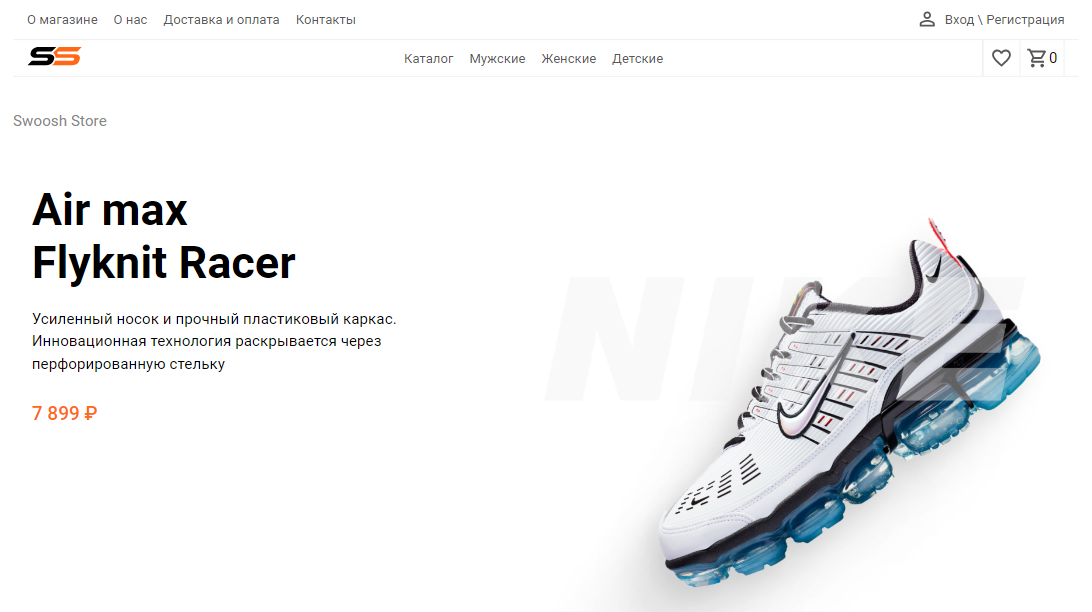 О магазине О нас Доставка и оплата Контакты Вход \ Регистрация
SS Каталог Мужские Женские Детские 0
Swoosh Store
Air max
Flyknit Racer
NIKE
Усиленный носок и прочный пластиковый каркас.
Инновационная технология раскрывается через
перфорированную стельку
7 899 ₽